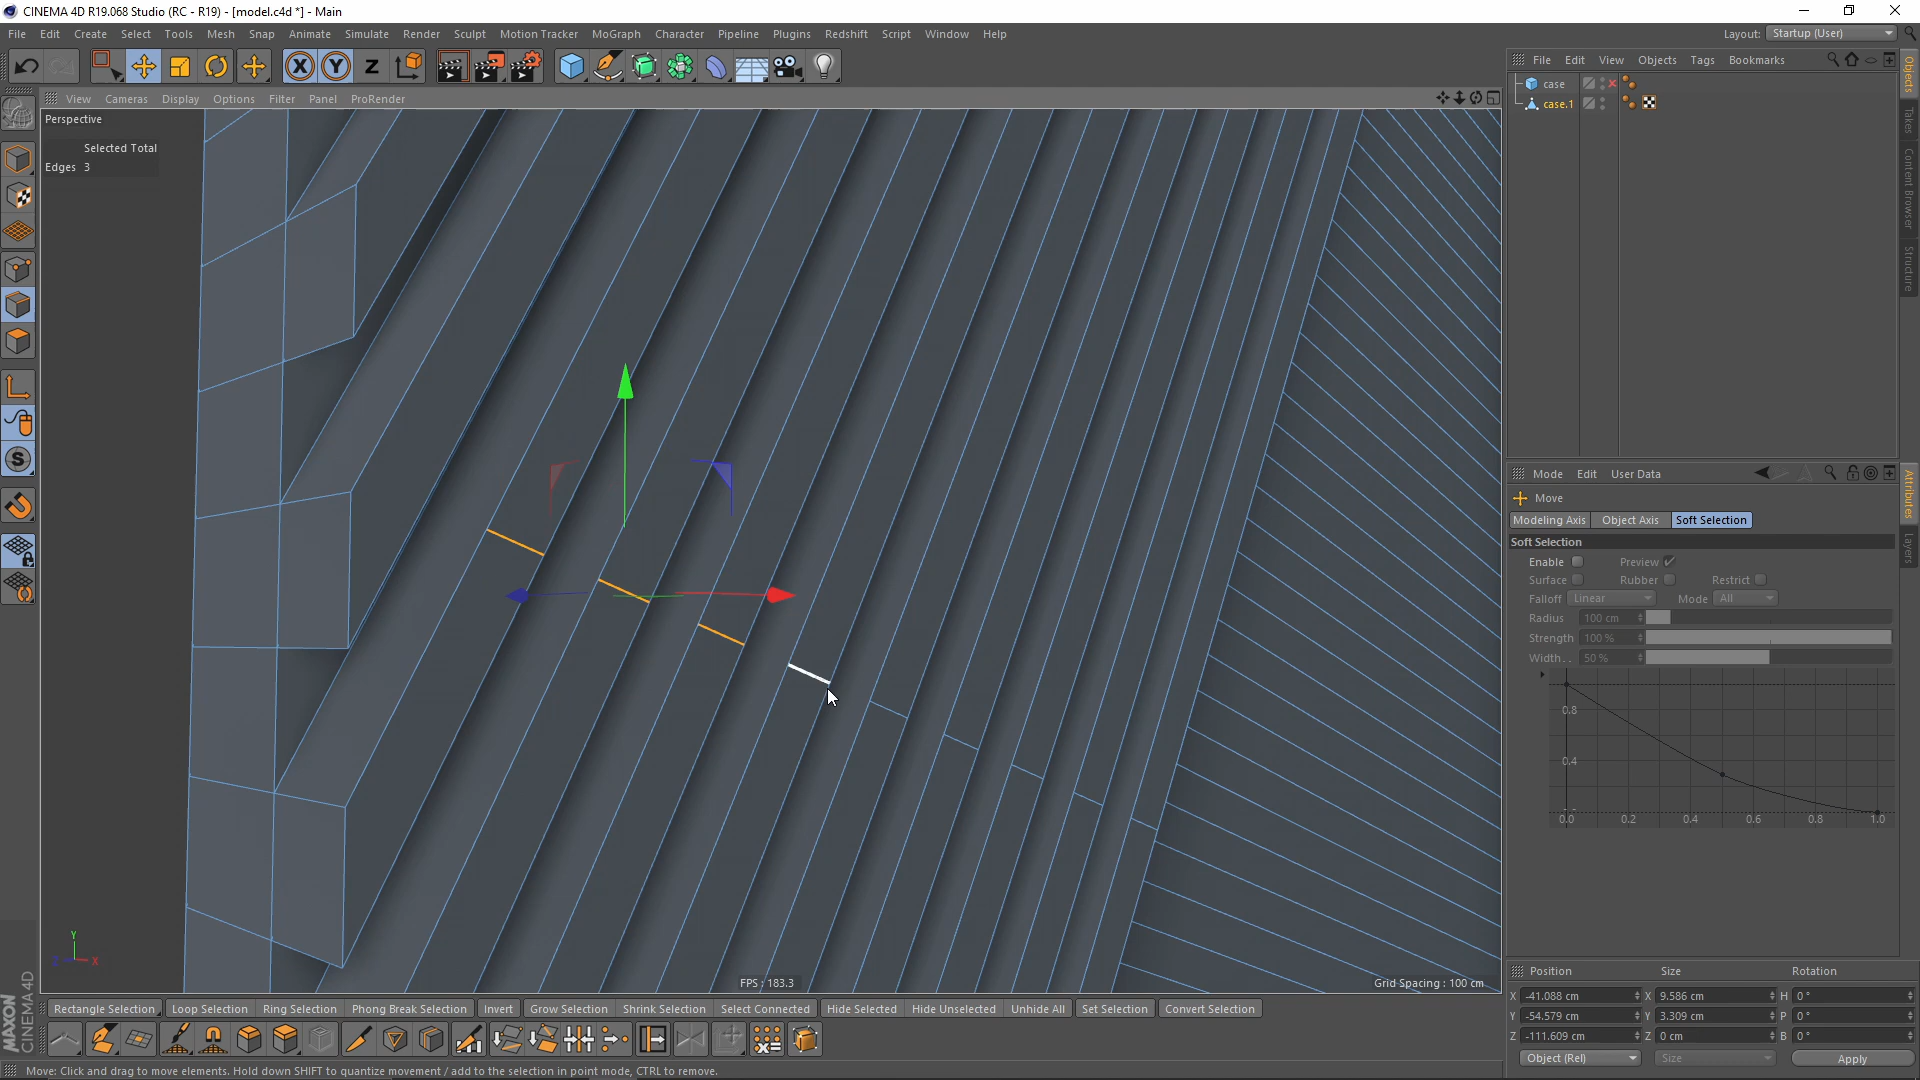 CINEMA 4D R19.068 Studio (RC - R19) - [model.c4d *] - Main
File Edit Create Select Tools Mesh Snap Animate Simulate Render Sculpt Motion Tracker MoGraph Character Pipeline Plugins Redshift Script Window Help Layout: Startup (User)
X Y Z
View Cameras Display Options Filter Panel ProRender
File Edit View Objects Tags Bookmarks
case
case.1
Objects
Takes
Content Browser
Structure
Perspective
Selected Total
Edges 3
Mode Edit User Data
Move
Modeling Axis Object Axis Soft Selection
Soft Selection
Enable Preview
Surface Rubber Restrict
Falloff Linear Mode All
Radius 100 cm
Strength 100 %
Width.. 50 %
0.8
0.4
0.0 0.2 0.4 0.6 0.8 1.0
Attributes
Layers
S
Y
Z X
FPS : 183.3
Grid Spacing : 100 cm
Position Size Rotation
X -41.088 cm X 9.586 cm H 0 °
Y -54.579 cm Y 3.309 cm P 0 °
Z -111.609 cm Z 0 cm B 0 °
Object (Rel) Size Apply
Rectangle Selection Loop Selection Ring Selection Phong Break Selection Invert Grow Selection Shrink Selection Select Connected Hide Selected Hide Unselected Unhide All Set Selection Convert Selection
MAXON
CINEMA 4D
Move: Click and drag to move elements. Hold down SHIFT to quantize movement / add to the selection in point mode, CTRL to remove.